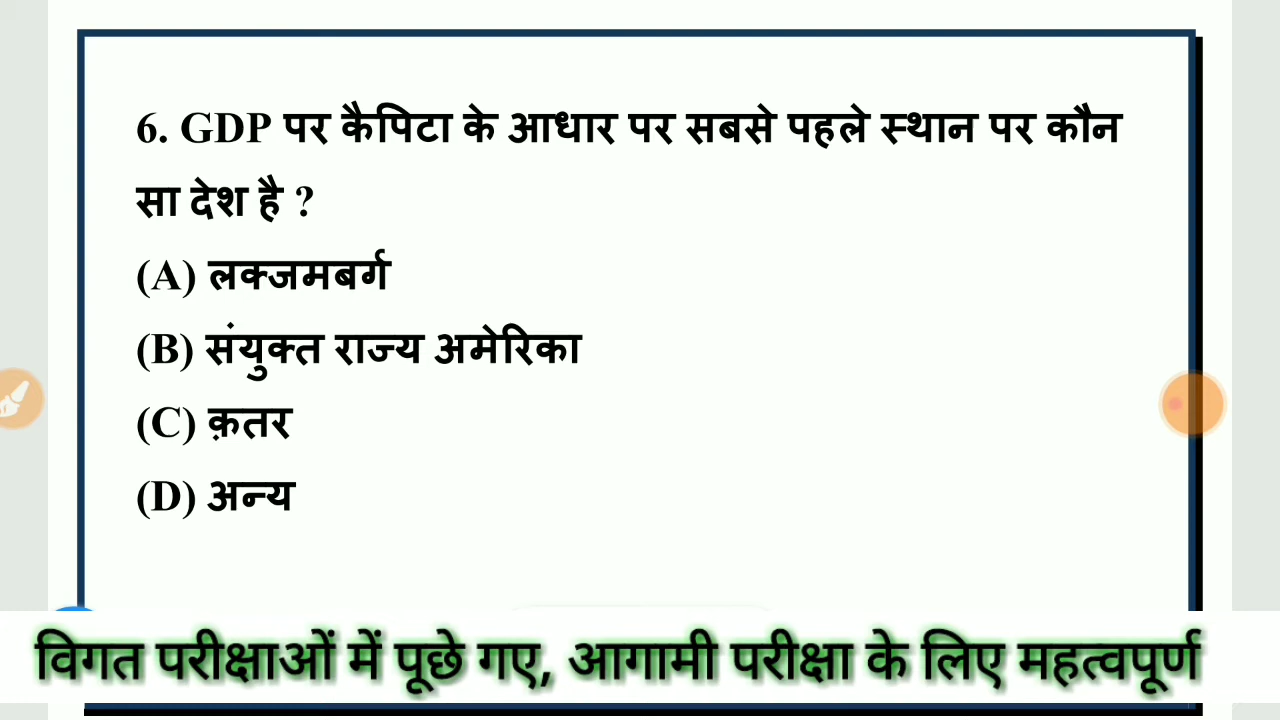 6. GDP पर कैपिटा के आधार पर सबसे पहले स्थान पर कौन
सा देश है ?
(A) लक्जमबर्ग
(B) संयुक्त राज्य अमेरिका
(C) क़तर
(D) अन्य
विगत परीक्षाओं में पूछे गए, आगामी परीक्षा के लिए महत्वपूर्ण